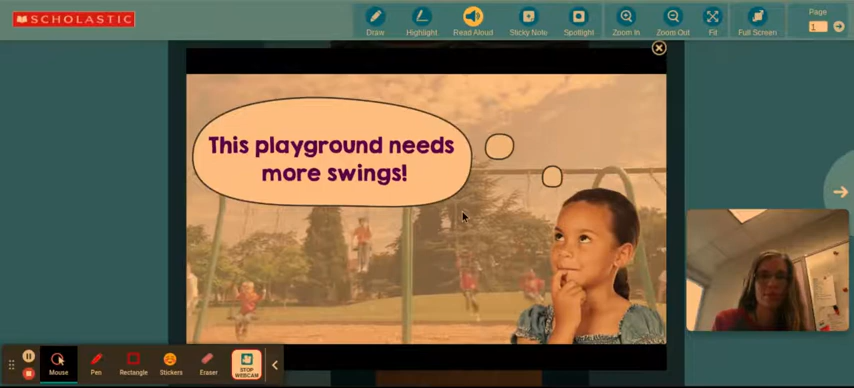 SCHOLASTIC
Draw
Highlight
Read Aloud
Sticky Note
Spotlight
Zoom In
Zoom Out
Fit
Full Screen
Page
1
This playground needs
more swings!
Mouse
Pen
Rectangle
Stickers
Eraser
STOP
WEBCAM